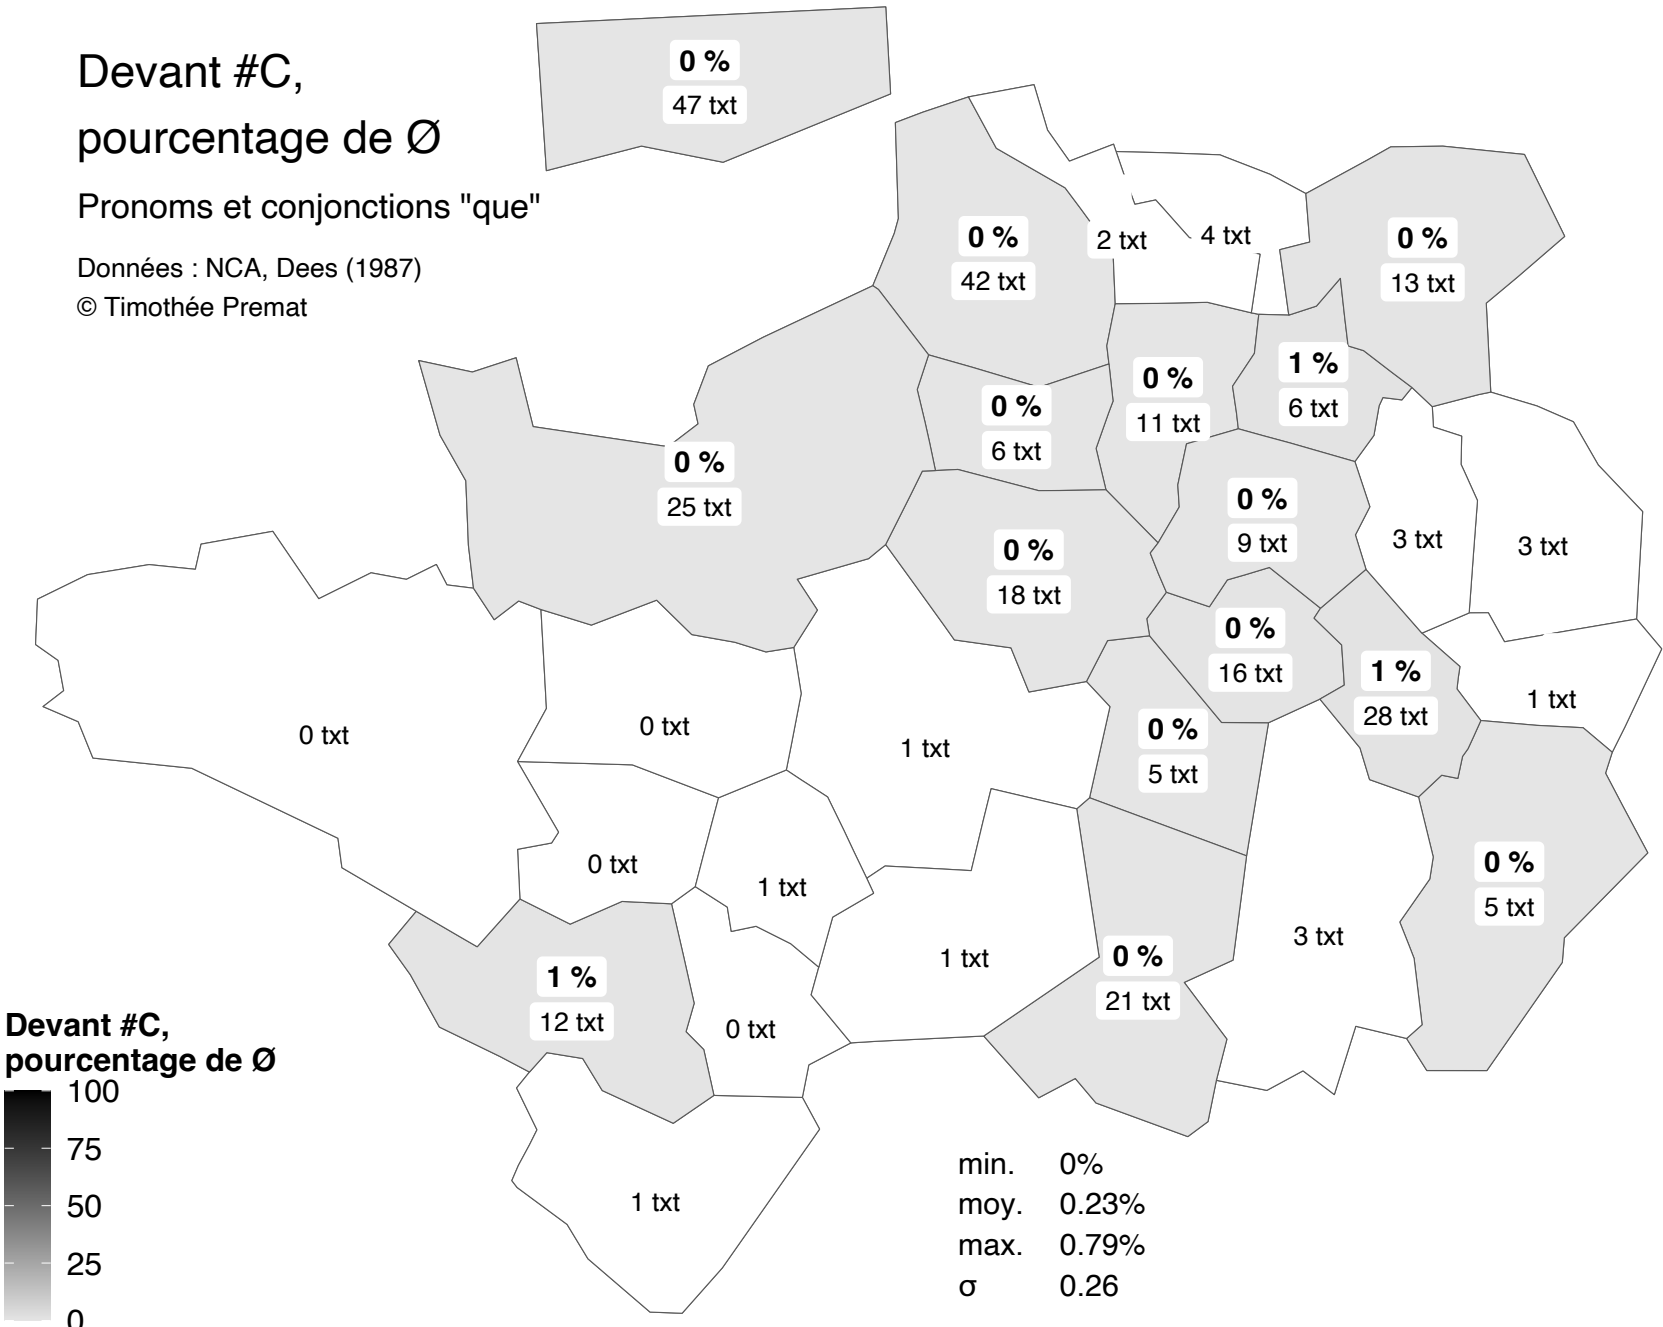 Devant #C,
pourcentage de Ø
Pronoms et conjonctions "que"
Données : NCA, Dees (1987)
© Timothée Premat
0 %
47 txt
0 %
42 txt
2 txt
4 txt
0 %
13 txt
0 %
6 txt
0 %
11 txt
1 %
6 txt
0 %
25 txt
0 %
18 txt
0 %
9 txt
3 txt
3 txt
0 %
16 txt
1 %
28 txt
1 txt
0 txt
0 txt
1 txt
0 %
5 txt
0 txt
1 txt
1 txt
0 %
21 txt
3 txt
0 %
5 txt
1 %
12 txt
0 txt
1 txt
Devant #C,
pourcentage de Ø
100
75
50
25
0
min. 0%
moy. 0.23%
max. 0.79%
σ 0.26